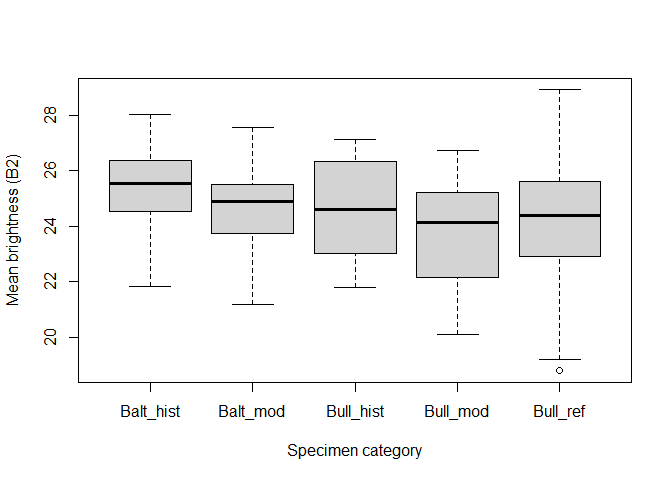 Mean brightness (B2)
28
26
24
22
20
Balt_hist Balt_mod Bull_hist Bull_mod Bull_ref
Specimen category